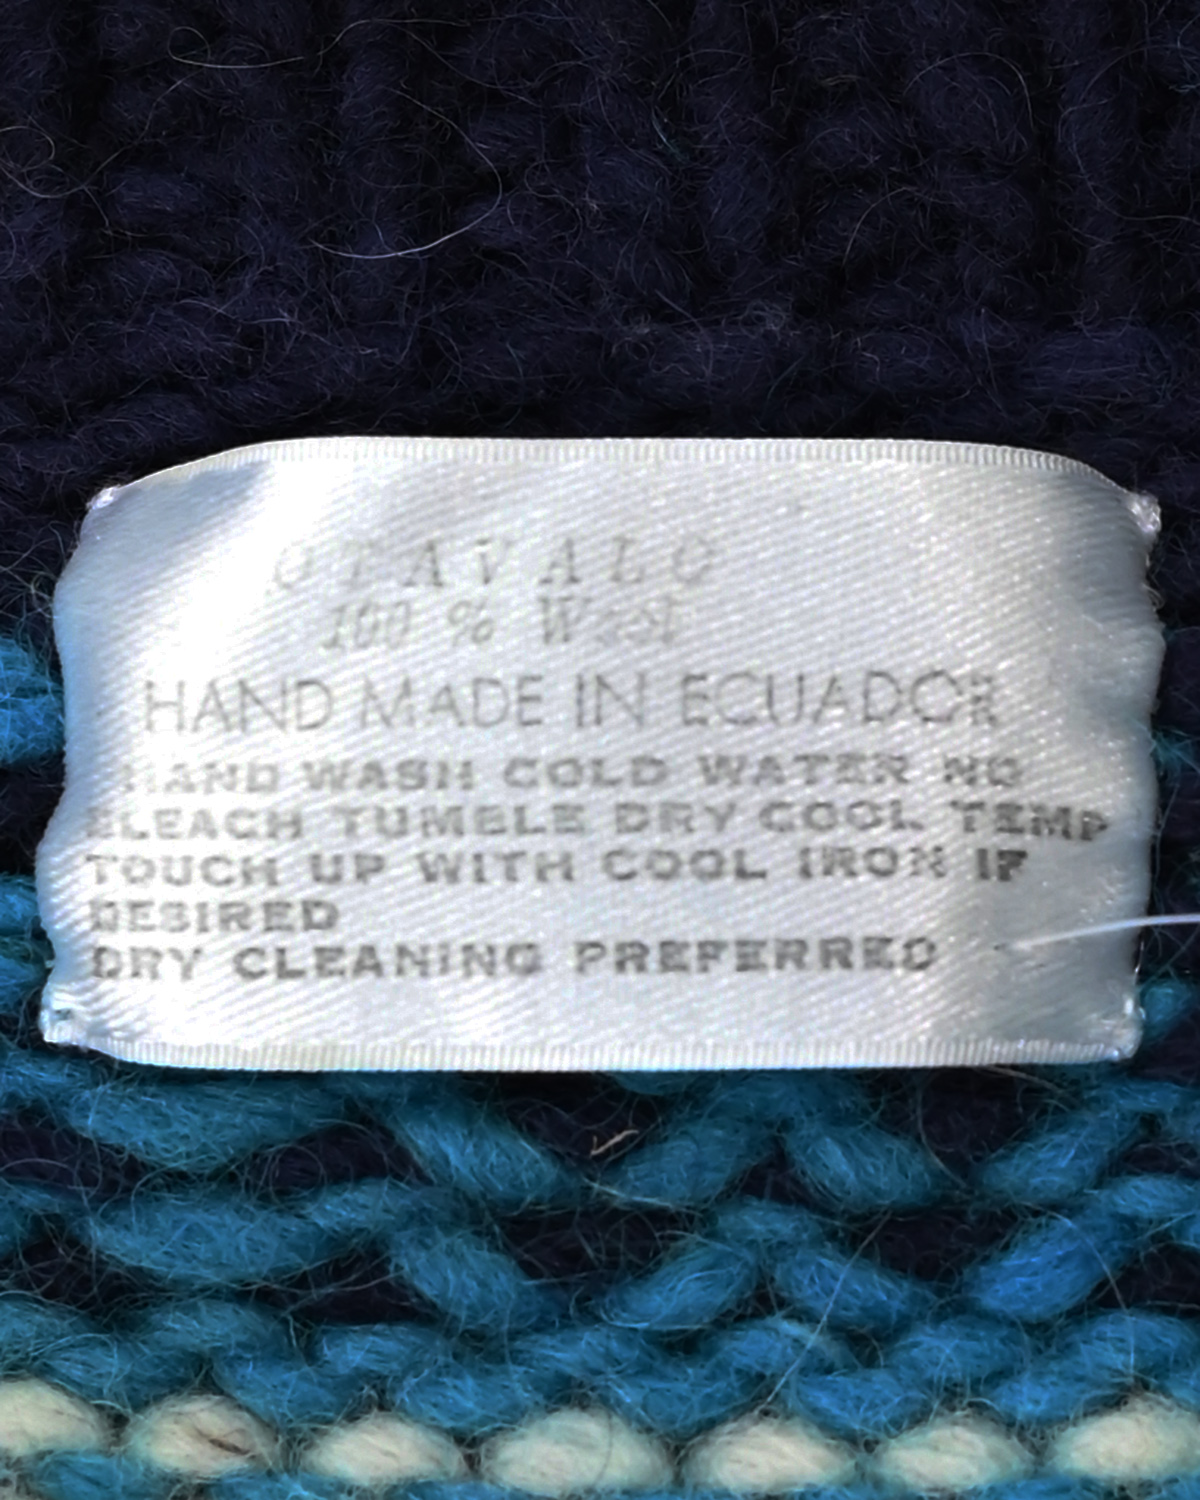 OTAVALO
100 % Wool
HAND MADE IN ECUADOR
HAND WASH COLD WATER NO
BLEACH TUMBLE DRY COOL TEMP
TOUCH UP WITH COOL IRON IF
DESIRED
DRY CLEANING PREFERRED